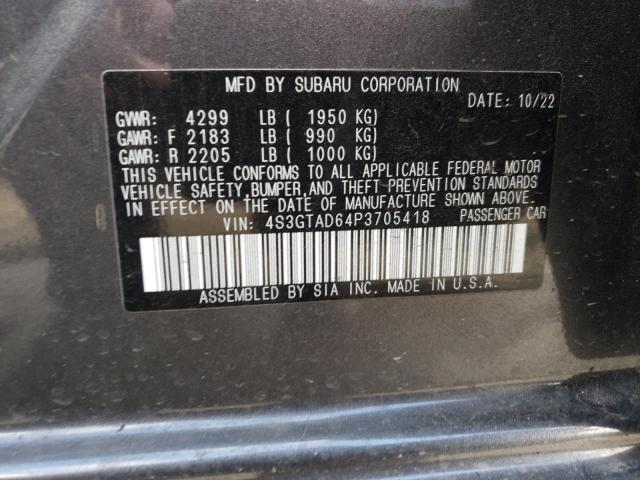 MFD BY SUBARU CORPORATION
DATE: 10/22
GVWR: 4299 LB ( 1950 KG)
GAWR: F 2183 LB ( 990 KG)
GAWR: R 2205 LB ( 1000 KG)
THIS VEHICLE CONFORMS TO ALL APPLICABLE FEDERAL MOTOR
VEHICLE SAFETY, BUMPER, AND THEFT PREVENTION STANDARDS
IN EFFECT ON THE DATE OF MANUFACTURE SHOWN ABOVE.
VIN: 4S3GTAD64P3705418 PASSENGER CAR
ASSEMBLED BY SIA INC. MADE IN U.S.A.